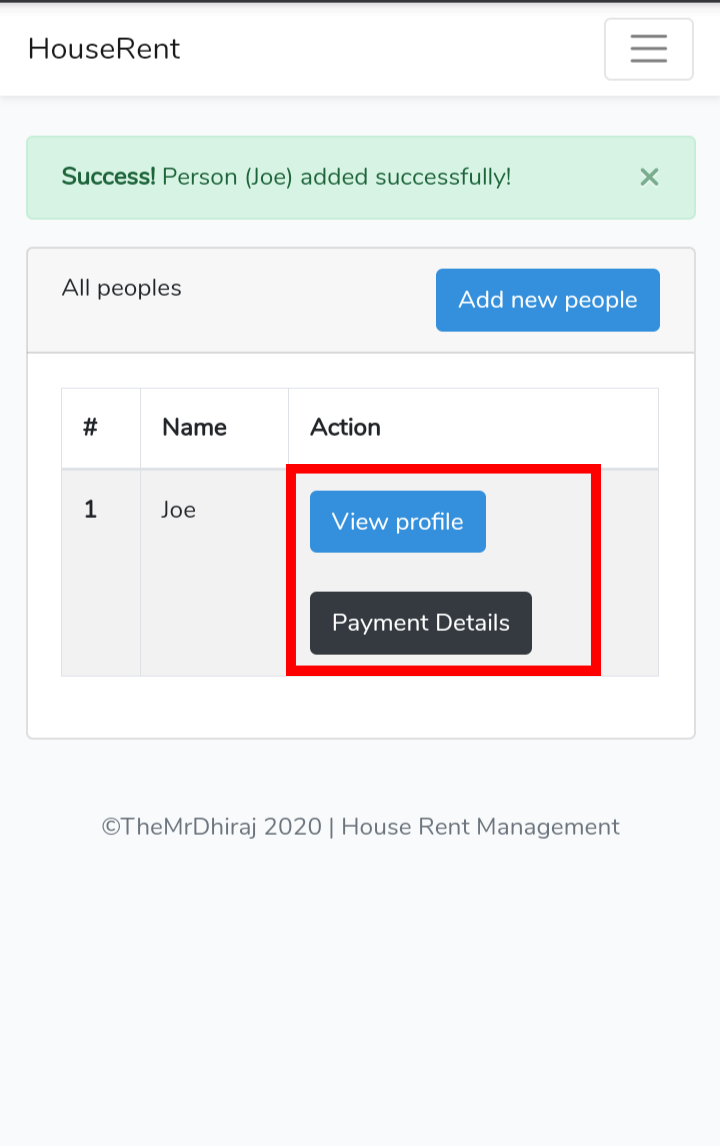 HouseRent
Success! Person (Joe) added successfully!
All peoples
Add new people
# Name Action
1 Joe View profile
Payment Details
©TheMrDhiraj 2020 | House Rent Management